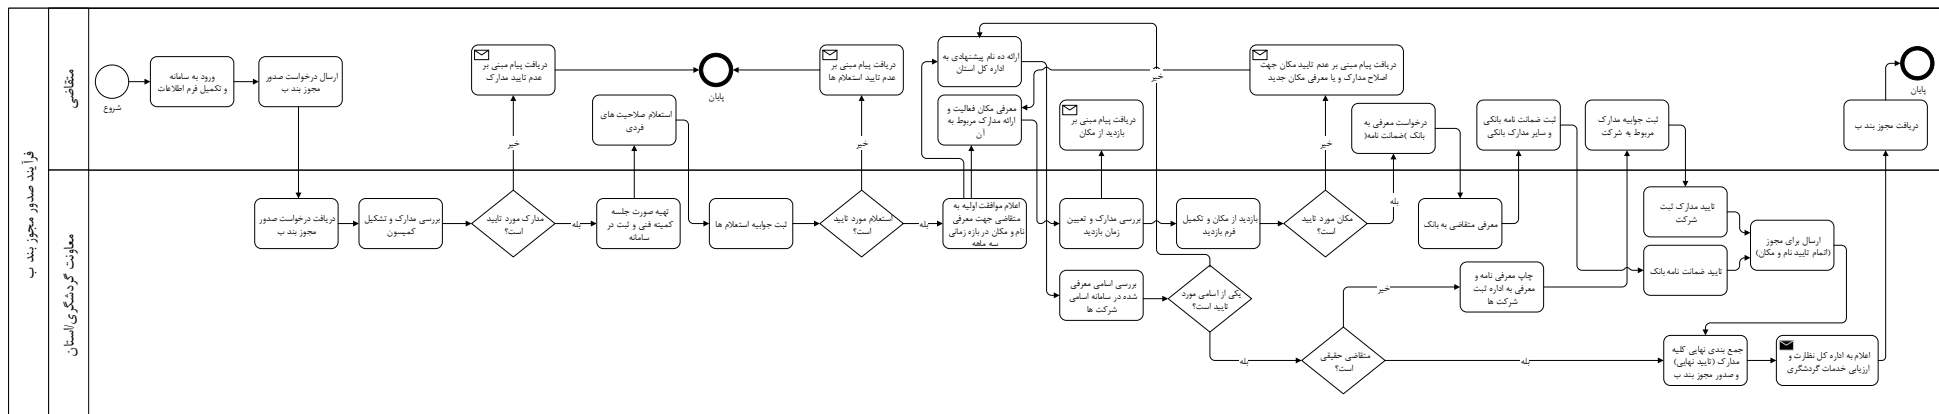 فرآیند صدور مجوز بند ب
متقاضی
معاونت گردشگری/استان
شروع
ورود به سامانه
و تکمیل فرم اطلاعات
ارسال درخواست صدور
مجوز بند ب
دریافت درخواست صدور
مجوز بند ب
بررسی مدارک و تشکیل
کمیسون
مدارک مورد تایید
است؟
خیر
دریافت پیام مبنی بر
عدم تایید مدارک
پایان
بله
تهیه صورت جلسه
کمیته فنی و ثبت در
سامانه
استعلام صلاحیت های
فردی
ثبت جوابیه استعلام ها
استعلام مورد تایید
است؟
خیر
دریافت پیام مبنی بر
عدم تایید استعلام ها
بله
اعلام موافقت اولیه به
متقاضی جهت معرفی
نام و مکان در بازه زمانی
سه ماهه
ارائه ده نام پیشنهادی به
اداره کل استان
معرفی مکان فعالیت و
ارائه مدارک مربوط به
آن
بررسی مدارک و تعیین
زمان بازدید
دریافت پیام مبنی بر
بازدید از مکان
بازدید از مکان و تکمیل
فرم بازدید
مکان مورد تایید
است؟
خیر
دریافت پیام مبنی بر عدم تایید مکان جهت
اصلاح مدارک و یا معرفی مکان جدید
بله
درخواست معرفی به
بانک )ضمانت نامه(
معرفی متقاضی به بانک
ثبت ضمانت نامه بانکی
و سایر مدارک بانکی
بررسی اسامی معرفی
شده در سامانه اسامی
شرکت ها
یکی از اسامی مورد
تایید است؟
خیر
بله
متقاضی حقیقی
است؟
خیر
چاپ معرفی نامه و
معرفی به اداره ثبت
شرکت ها
ثبت جوابیه مدارک
مربوط به شرکت
تایید مدارک ثبت
شرکت
تایید ضمانت نامه بانک
ارسال برای مجوز
(اتمام تایید نام و مکان)
بله
جمع بندی نهایی کلیه
مدارک (تایید نهایی)
و صدور مجوز بند ب
اعلام به اداره کل نظارت و
ارزیابی خدمات گردشگری
دریافت مجوز بند ب
پایان